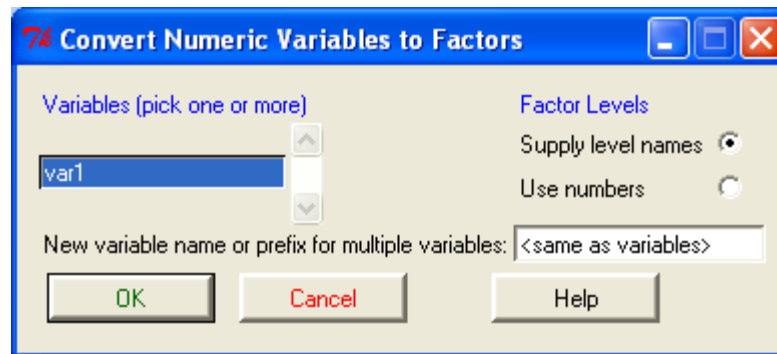 Convert Numeric Variables to Factors
Variables (pick one or more)
var1
Factor Levels
Supply level names
Use numbers
New variable name or prefix for multiple variables: <same as variables>
OK Cancel Help